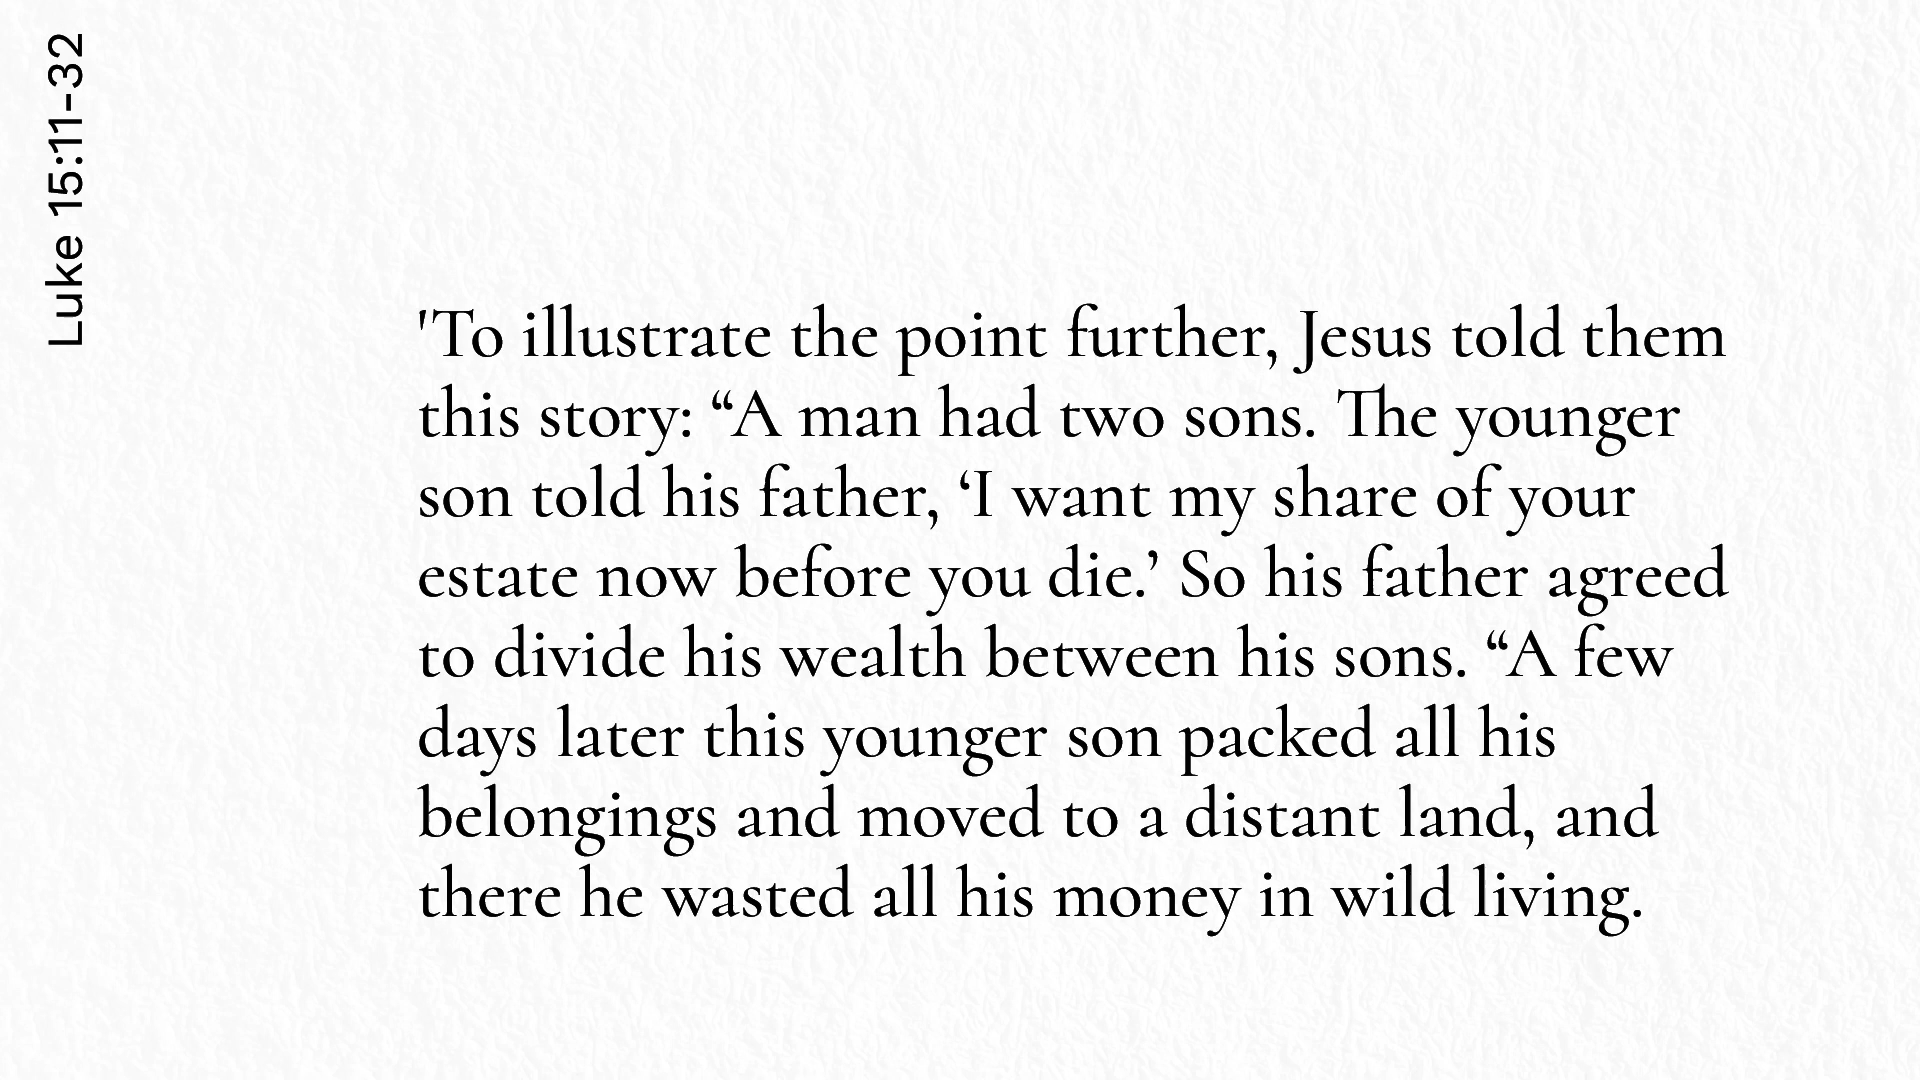 Luke 15:11-32
'To illustrate the point further, Jesus told them
this story: “A man had two sons. The younger
son told his father, ‘I want my share of your
estate now before you die.’ So his father agreed
to divide his wealth between his sons. “A few
days later this younger son packed all his
belongings and moved to a distant land, and
there he wasted all his money in wild living.